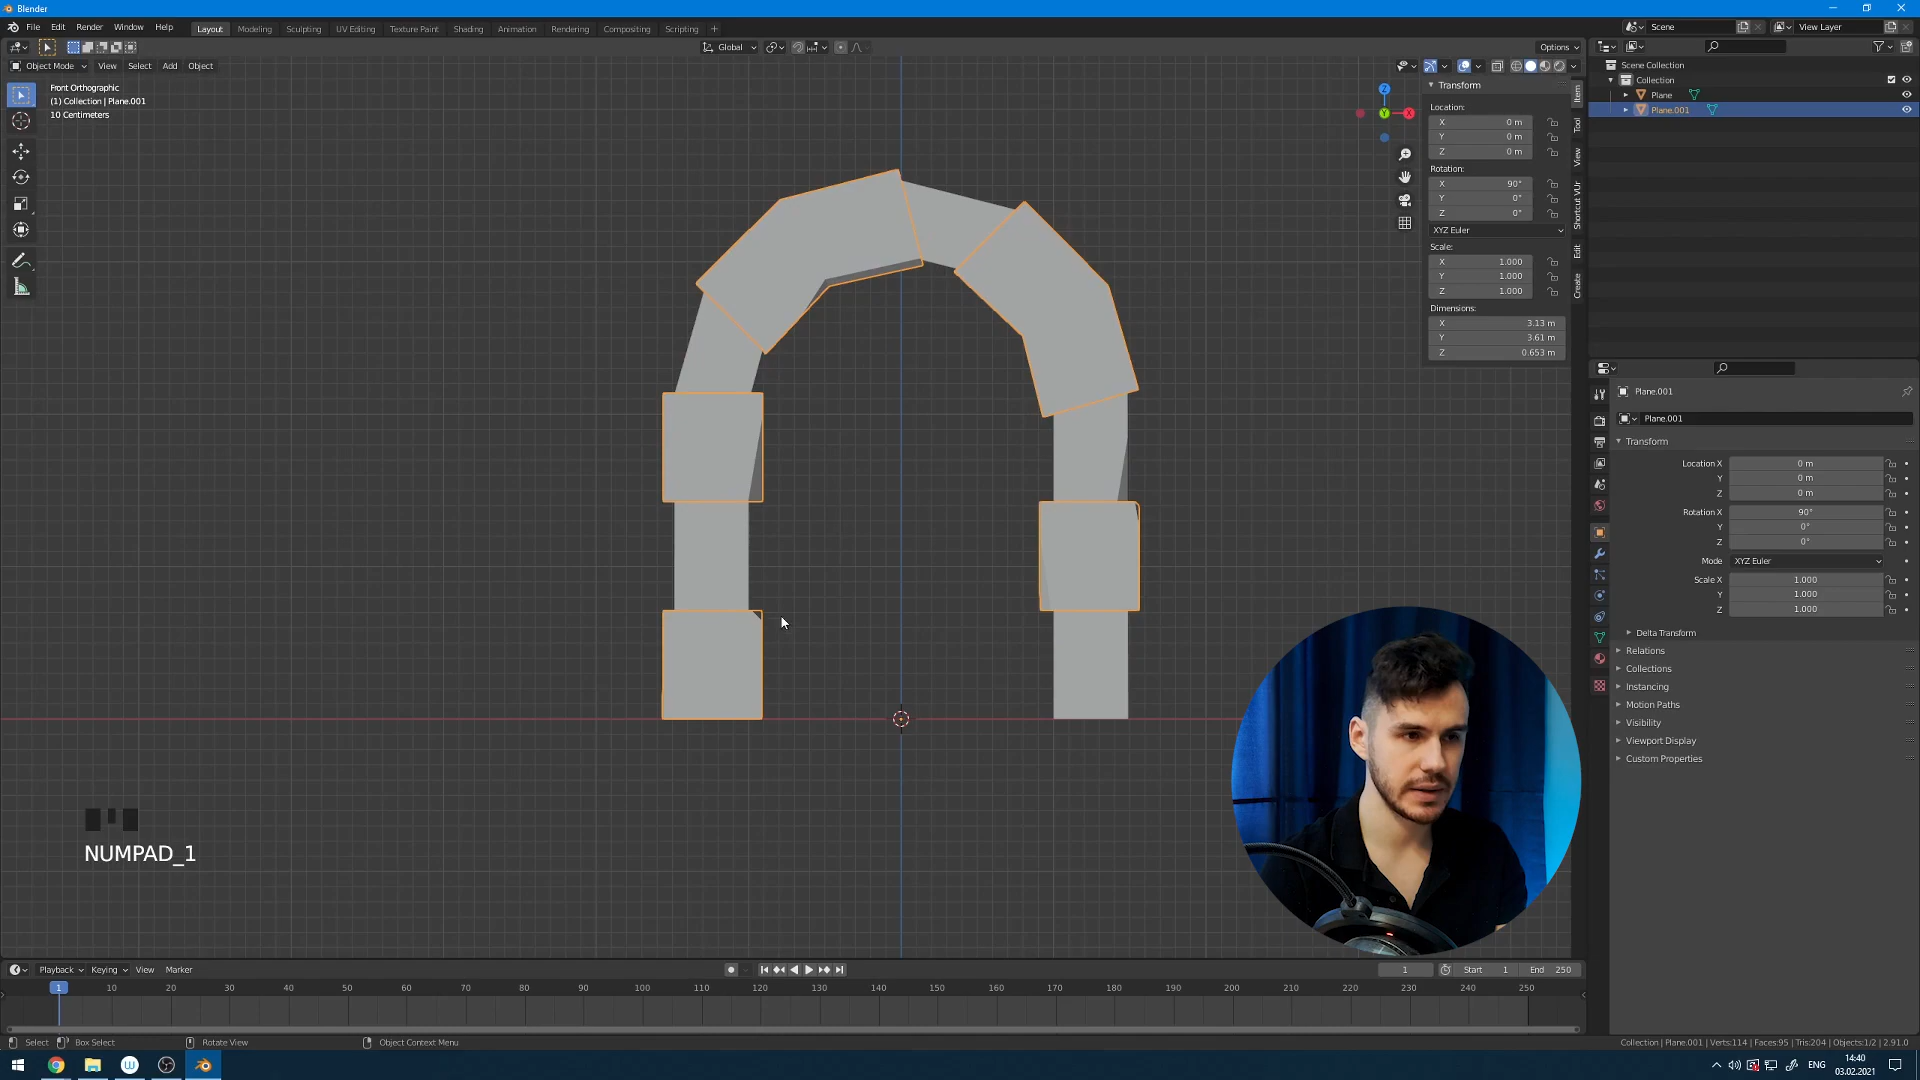 Blender
File Edit Render Window Help
Layout Modeling Sculpting UV Editing Texture Paint Shading Animation Rendering Compositing Scripting +
Scene
View Layer
Global
Options
Object Mode View Select Add Object
Front Orthographic
(1) Collection | Plane.001
10 Centimeters
Z
X
Y
Transform
Location:
X 0 m
Y 0 m
Z 0 m
Rotation:
X 90°
Y 0°
Z 0°
XYZ Euler
Scale:
X 1.000
Y 1.000
Z 1.000
Dimensions:
X 3.13 m
Y 3.61 m
Z 0.653 m
Item
Tool
View
Shortcut VUr
Edit
Create
Scene Collection
Collection
Plane
Plane.001
Plane.001
Plane.001
Transform
Location X 0 m
Y 0 m
Z 0 m
Rotation X 90°
Y 0°
Z 0°
Mode XYZ Euler
Scale X 1.000
Y 1.000
Z 1.000
Delta Transform
Relations
Collections
Instancing
Motion Paths
Visibility
Viewport Display
Custom Properties
NUMPAD_1
Playback Keying View Marker
1 Start 1 End 250
1 10 20 30 40 50 60 70 80 90 100 110 120 130 140 150 160 170 180 190 200 210 220 230 240 250
Select Box Select Rotate View Object Context Menu
Collection | Plane.001 | Verts:114 | Faces:95 | Tris:204 | Objects:1/2 | 2.91.0
ENG
14:40
03.02.2021